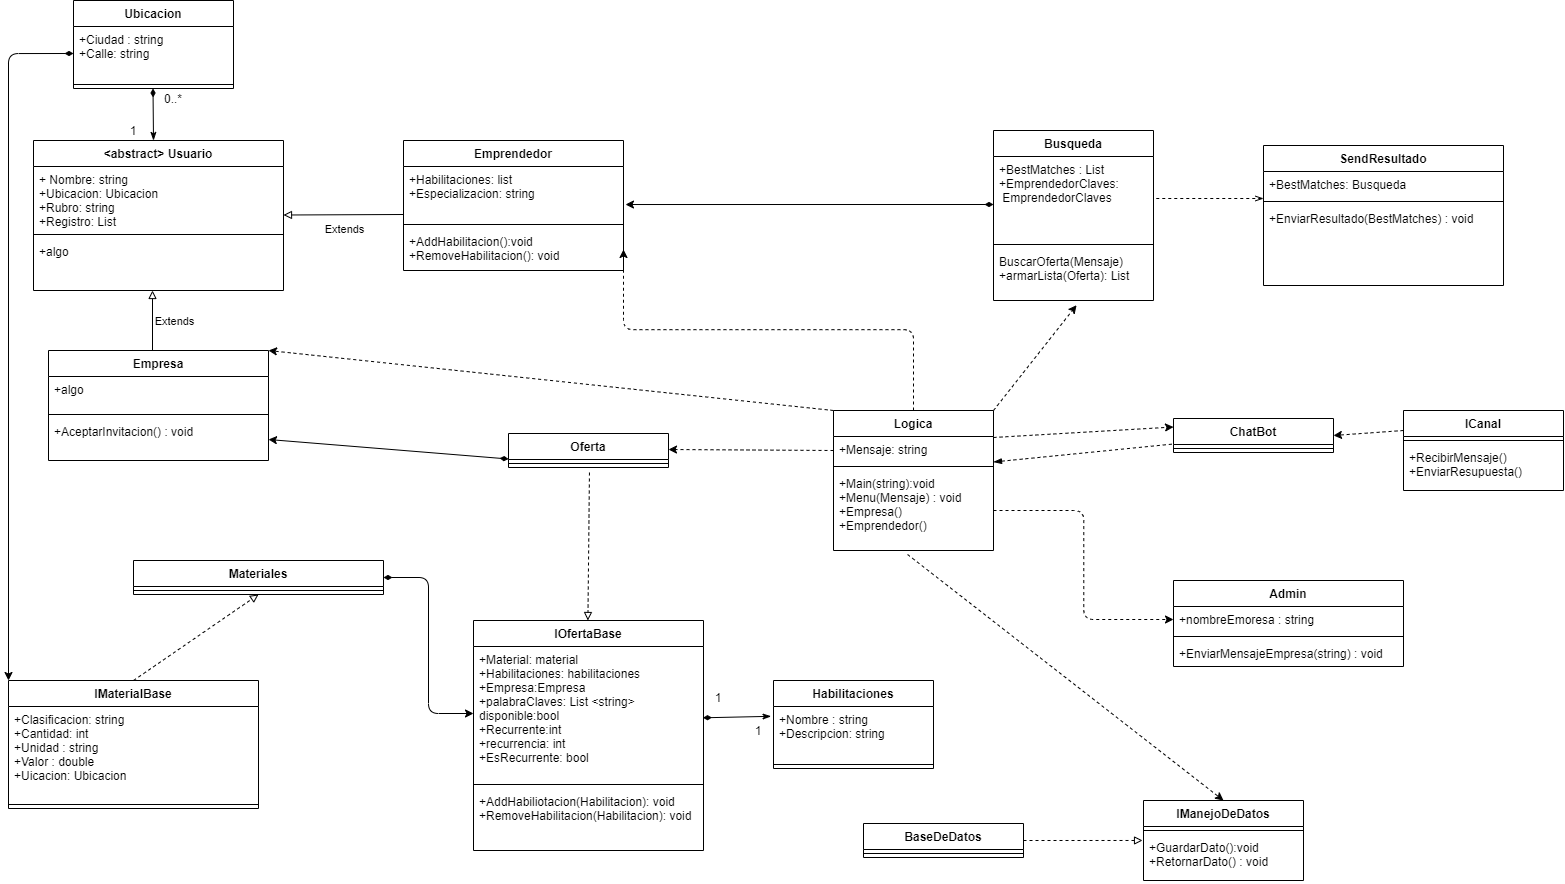 Ubicacion
+Ciudad : string
+Calle: string
0..*
1
<abstract> Usuario
+ Nombre: string
+Ubicacion: Ubicacion
+Rubro: string
+Registro: List
+algo
Extends
Emprendedor
+Habilitaciones: list
+Especializacion: string
+AddHabilitacion():void
+RemoveHabilitacion(): void
Busqueda
+BestMatches : List
+EmprendedorClaves:
EmprendedorClaves
BuscarOferta(Mensaje)
+armarLista(Oferta): List
SendResultado
+BestMatches: Busqueda
+EnviarResultado(BestMatches) : void
Extends
Empresa
+algo
+AceptarInvitacion() : void
Oferta
Logica
+Mensaje: string
+Main(string):void
+Menu(Mensaje) : void
+Empresa()
+Emprendedor()
ChatBot
ICanal
+RecibirMensaje()
+EnviarResupuesta()
Materiales
Admin
+nombreEmoresa : string
+EnviarMensajeEmpresa(string) : void
IMaterialBase
+Clasificacion: string
+Cantidad: int
+Unidad : string
+Valor : double
+Uicacion: Ubicacion
IOfertaBase
+Material: material
+Habilitaciones: habilitaciones
+Empresa:Empresa
+palabraClaves: List <string>
disponible:bool
+Recurrente:int
+recurrencia: int
+EsRecurrente: bool
+AddHabiliotacion(Habilitacion): void
+RemoveHabilitacion(Habilitacion): void
1
1
Habilitaciones
+Nombre : string
+Descripcion: string
BaseDeDatos
IManejoDeDatos
+GuardarDato():void
+RetornarDato() : void